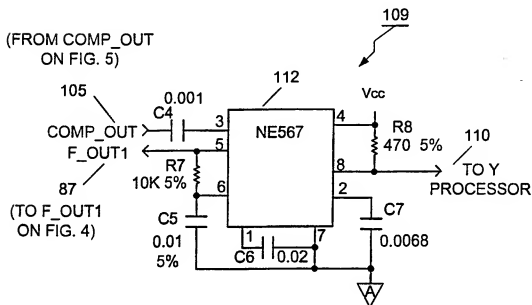 109
(FROM COMP_OUT
ON FIG. 5)
105
C4
0.001
112
Vcc
COMP_OUT
3
NE567
4
R8
470 5%
110
F_OUT1
5
87
R7
10K 5%
6
8
TO Y
PROCESSOR
2
(TO F_OUT1
ON FIG. 4)
C5
0.01
5%
1
C6
0.02
7
C7
0.0068
A